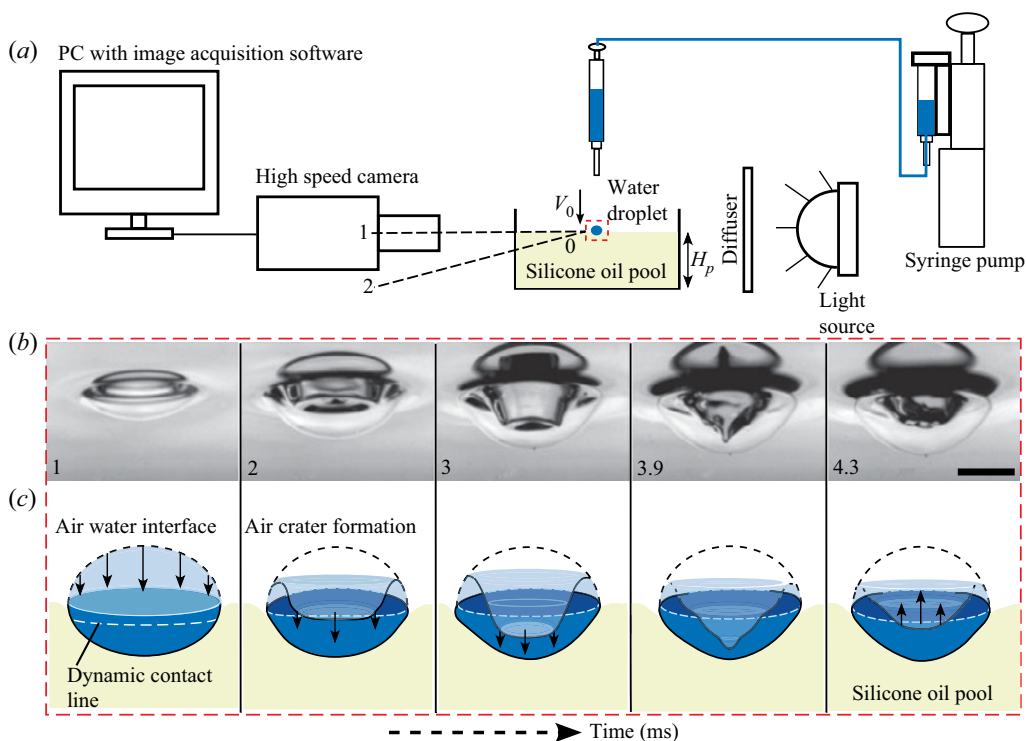 (a)
PC with image acquisition software
High speed camera
1
2
V0
0
Water
droplet
Silicone oil pool
Hp
Diffuser
Light
source
Syringe pump
(b)
1
2
3
3.9
4.3
(c)
Air water interface
Air crater formation
Dynamic contact
line
Silicone oil pool
Time (ms)